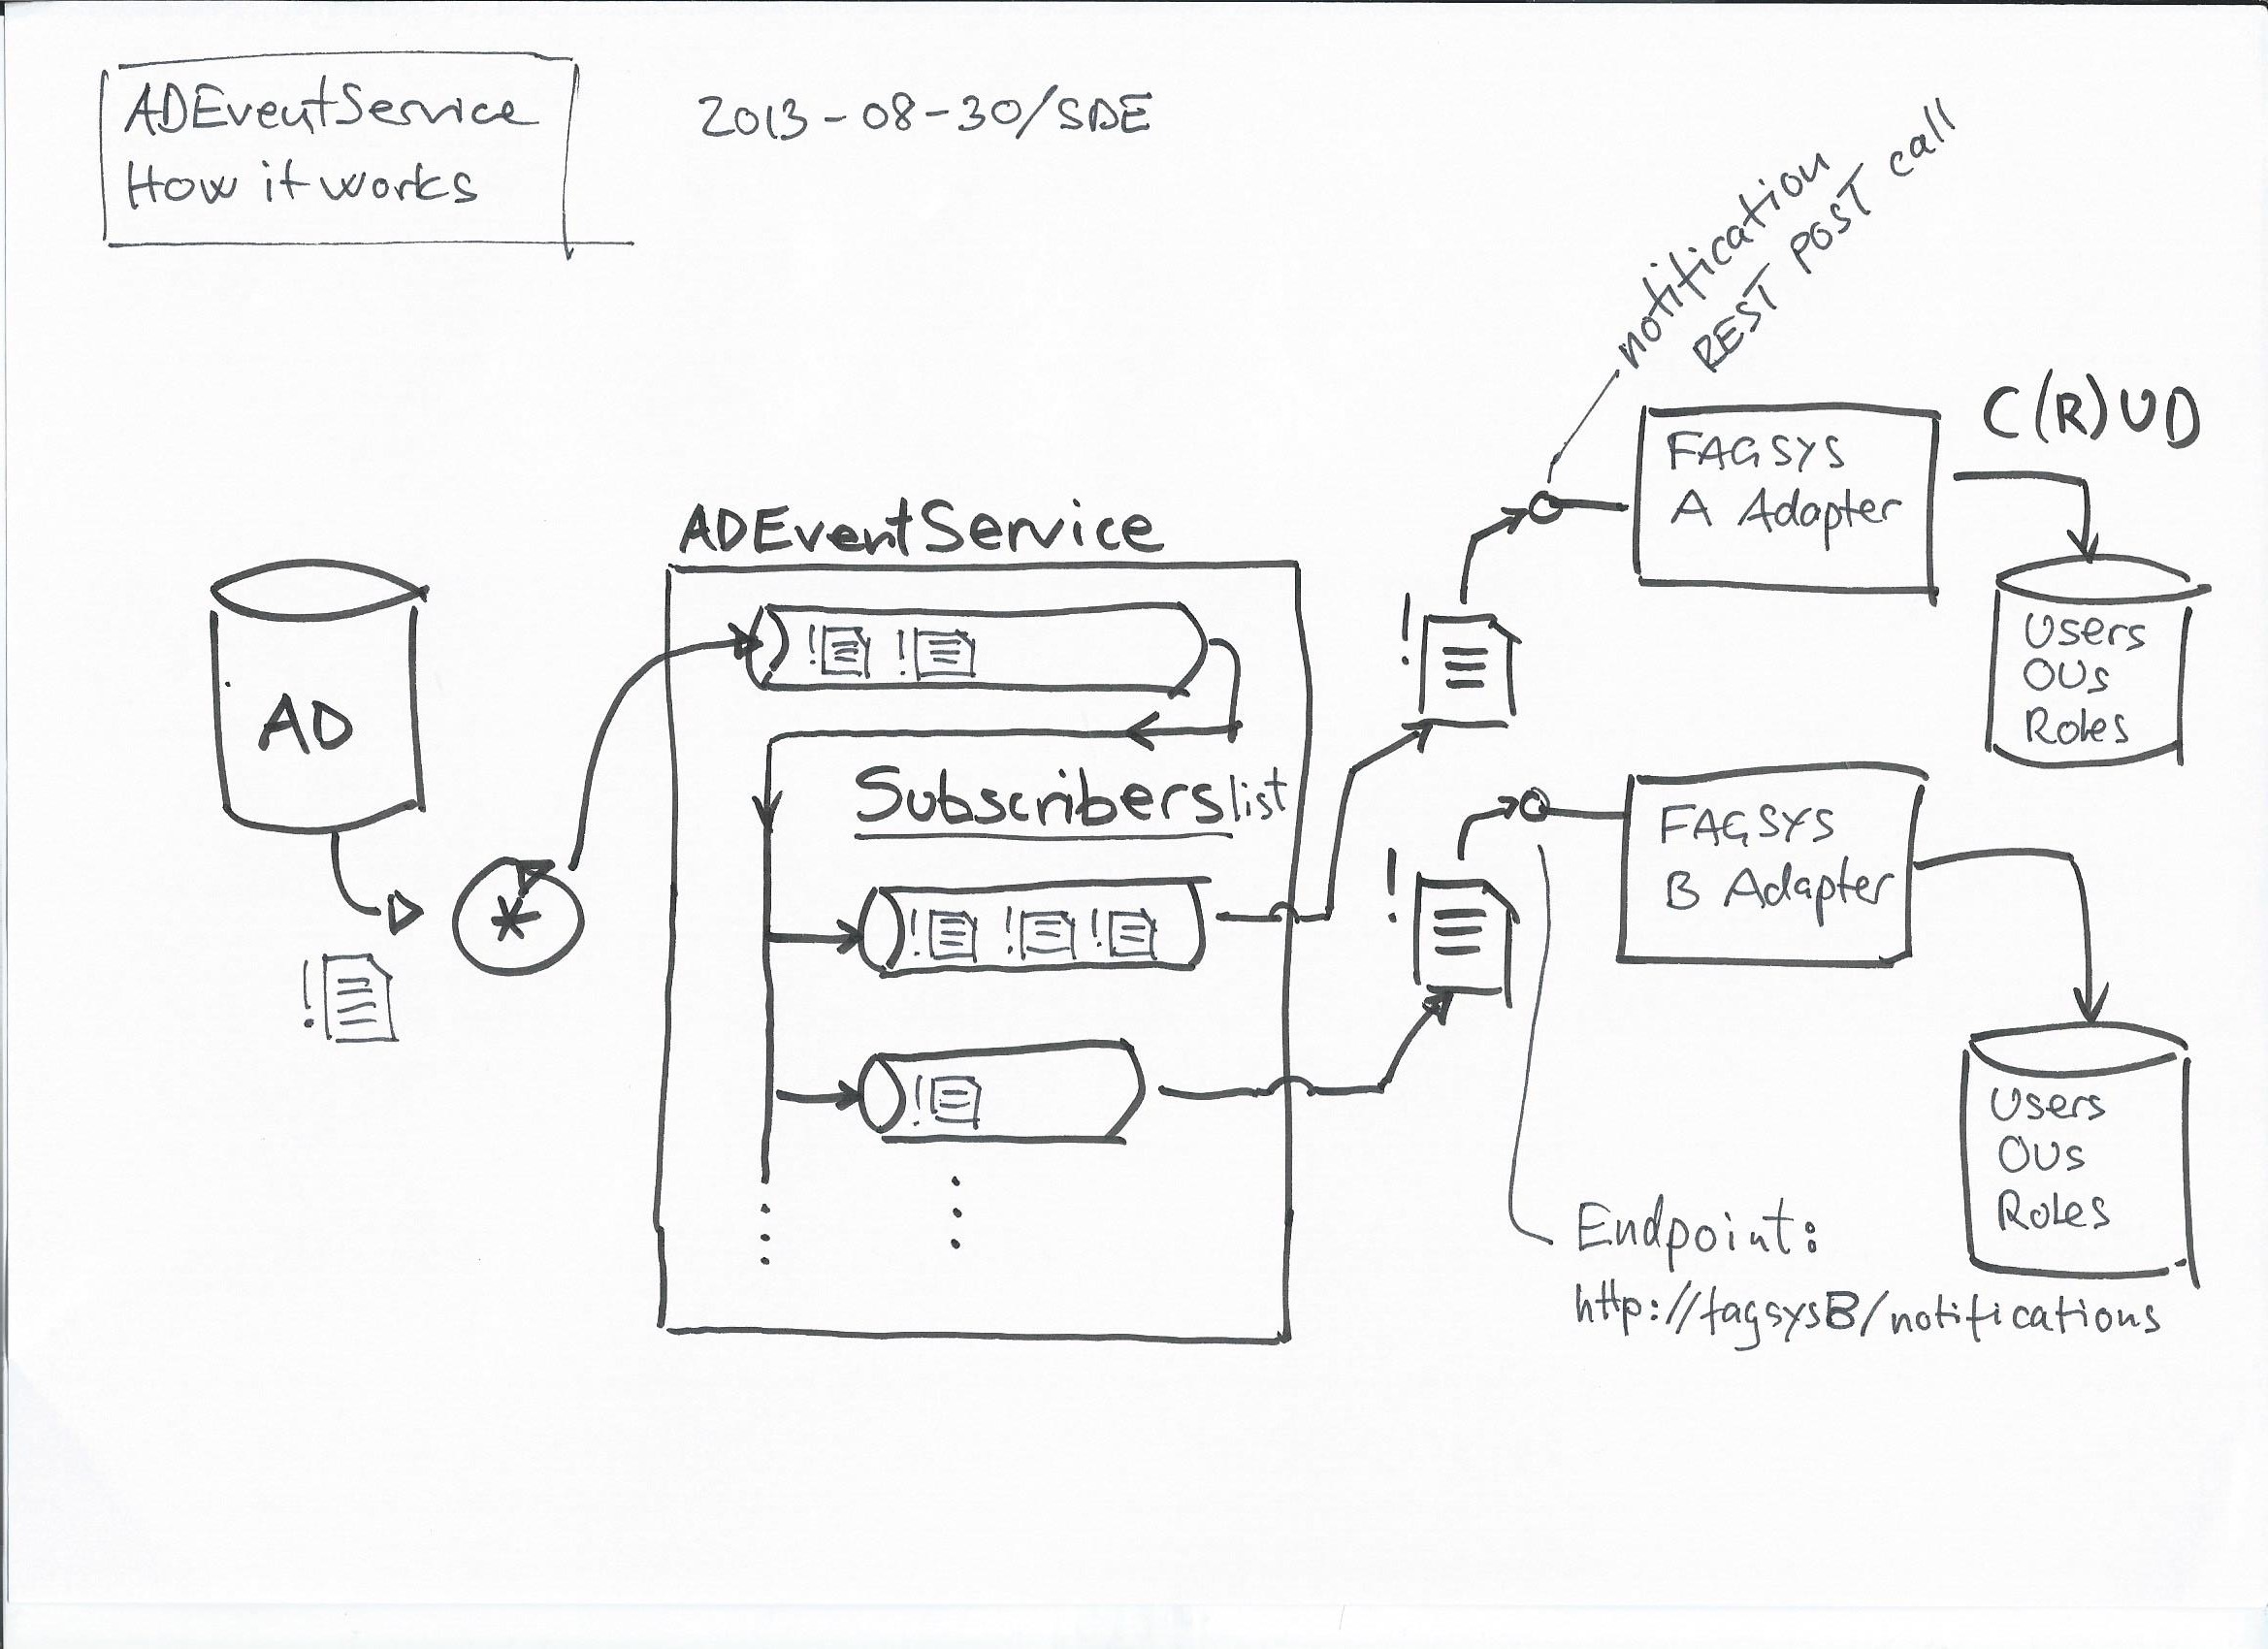 ADEventService
How it works
2013-08-30/SDE
notification
REST POST call
C(R)UD
FAGSYS
A Adapter
ADEventService
! !
!
Users
OUs
Roles
AD
Subscribers list
FAGSYS
B Adapter
!
*
! ! !
!
!
Users
OUs
Roles
Endpoint:
http://fagsysB/notifications